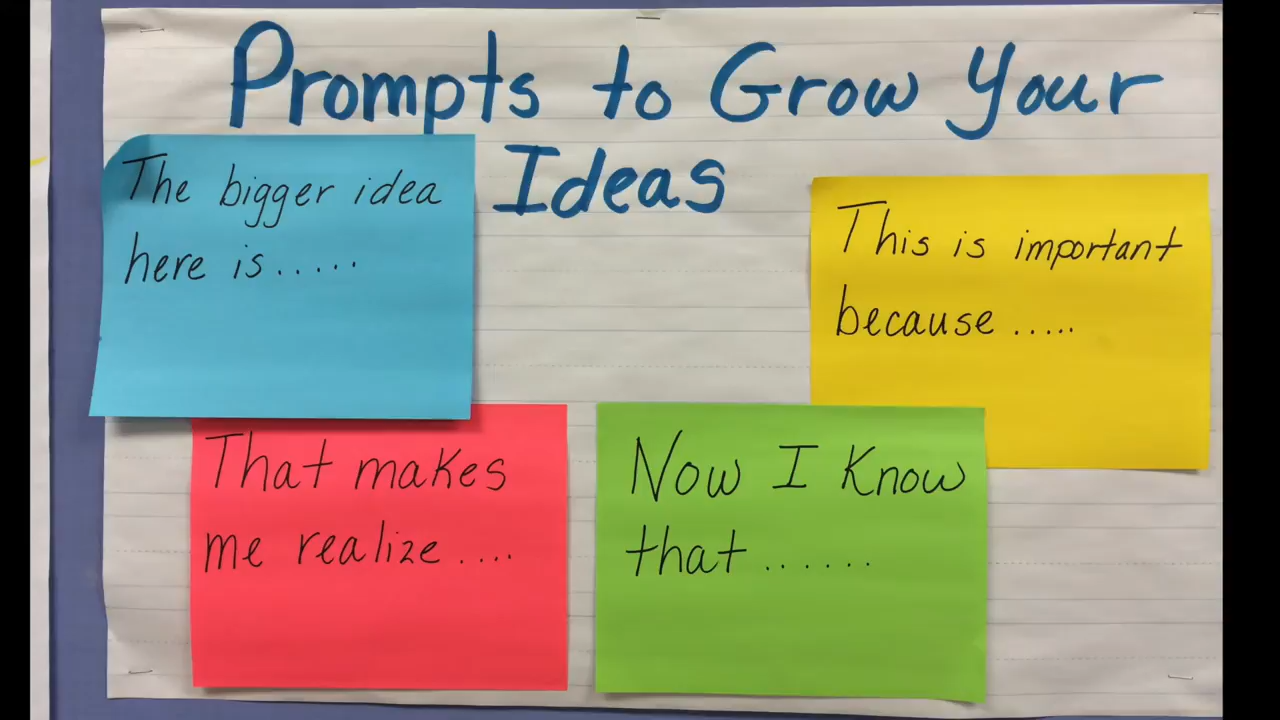 Prompts to Grow Your
Ideas
The bigger idea
here is.....
This is important
because .....
That makes
me realize ....
Now I know
that ......